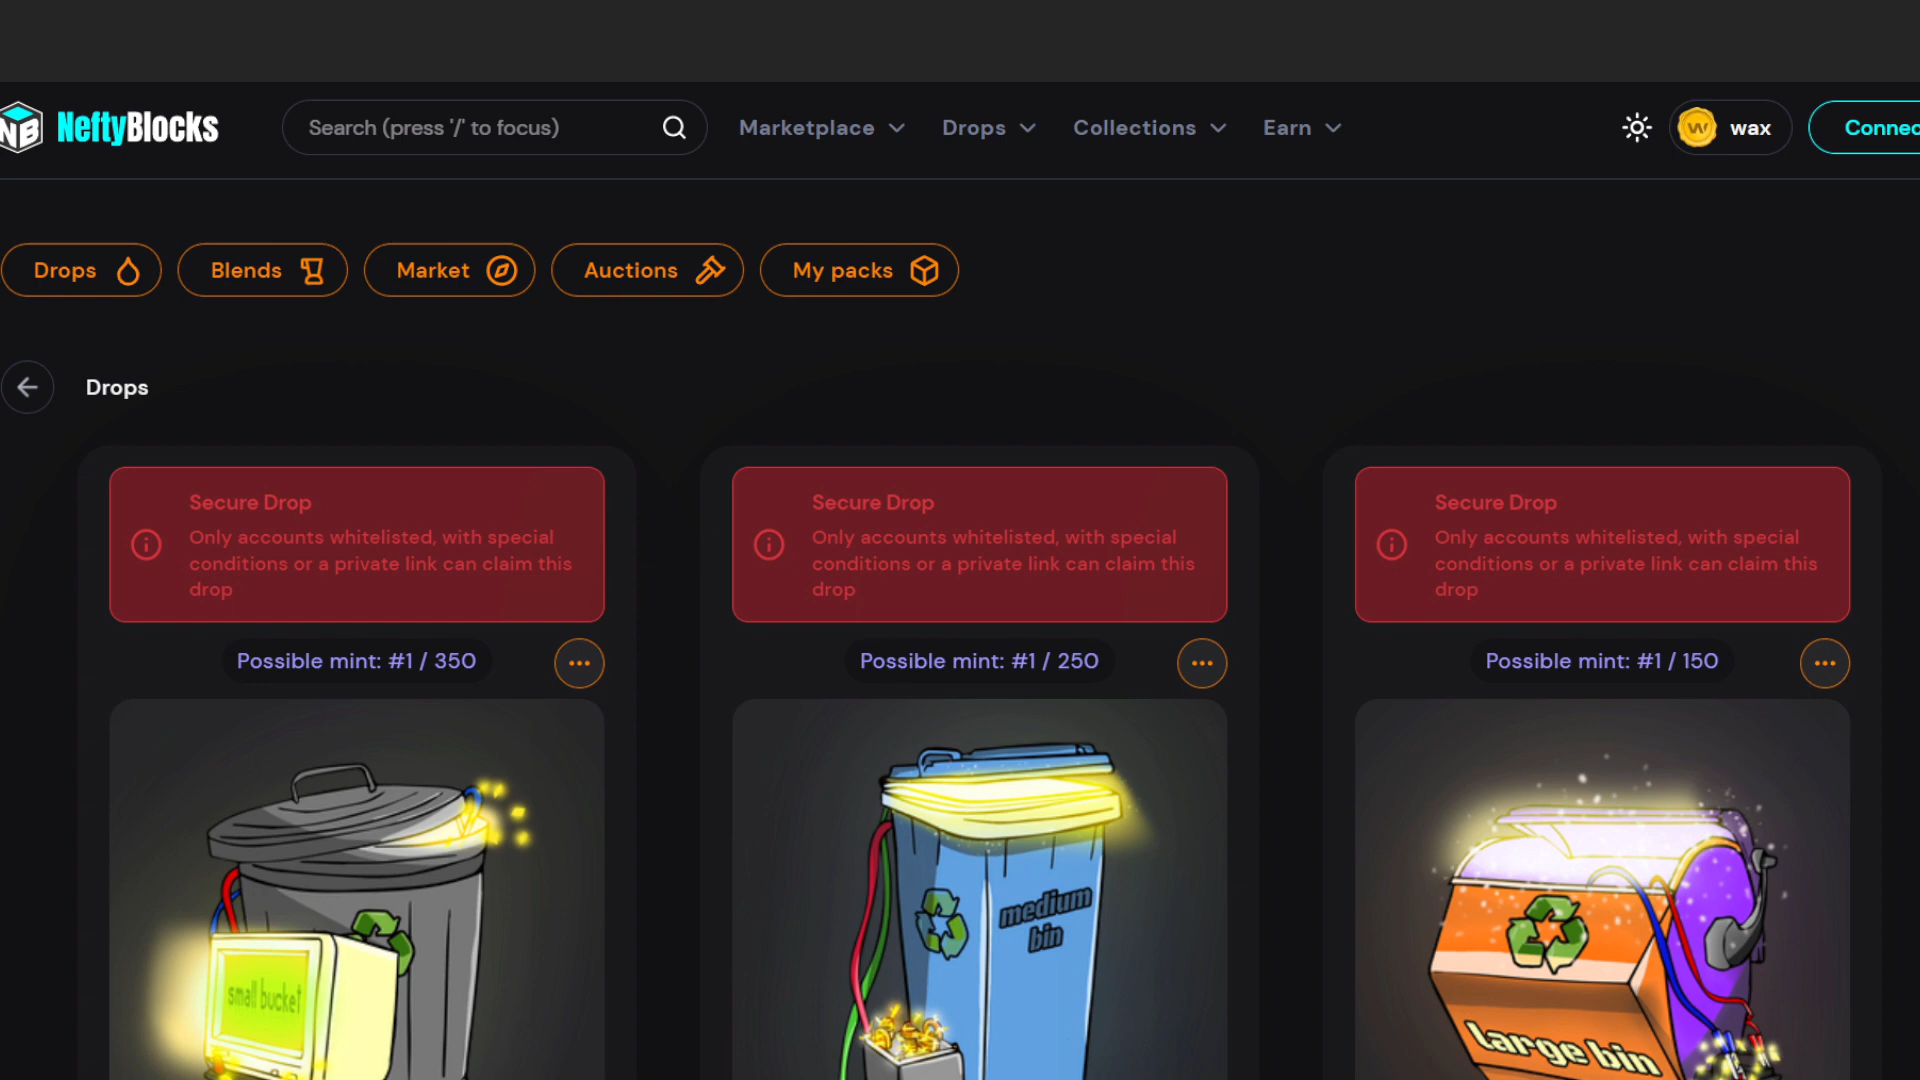 NB NeftyBlocks
Search (press '/' to focus)
Marketplace
Drops
Collections
Earn
wax
Connec
Drops
Blends
Market
Auctions
My packs
Drops
Secure Drop
Only accounts whitelisted, with special
conditions or a private link can claim this
drop
Possible mint: #1 / 350
small bucket
Secure Drop
Only accounts whitelisted, with special
conditions or a private link can claim this
drop
Possible mint: #1 / 250
medium
bin
Secure Drop
Only accounts whitelisted, with special
conditions or a private link can claim this
drop
Possible mint: #1 / 150
Large bin